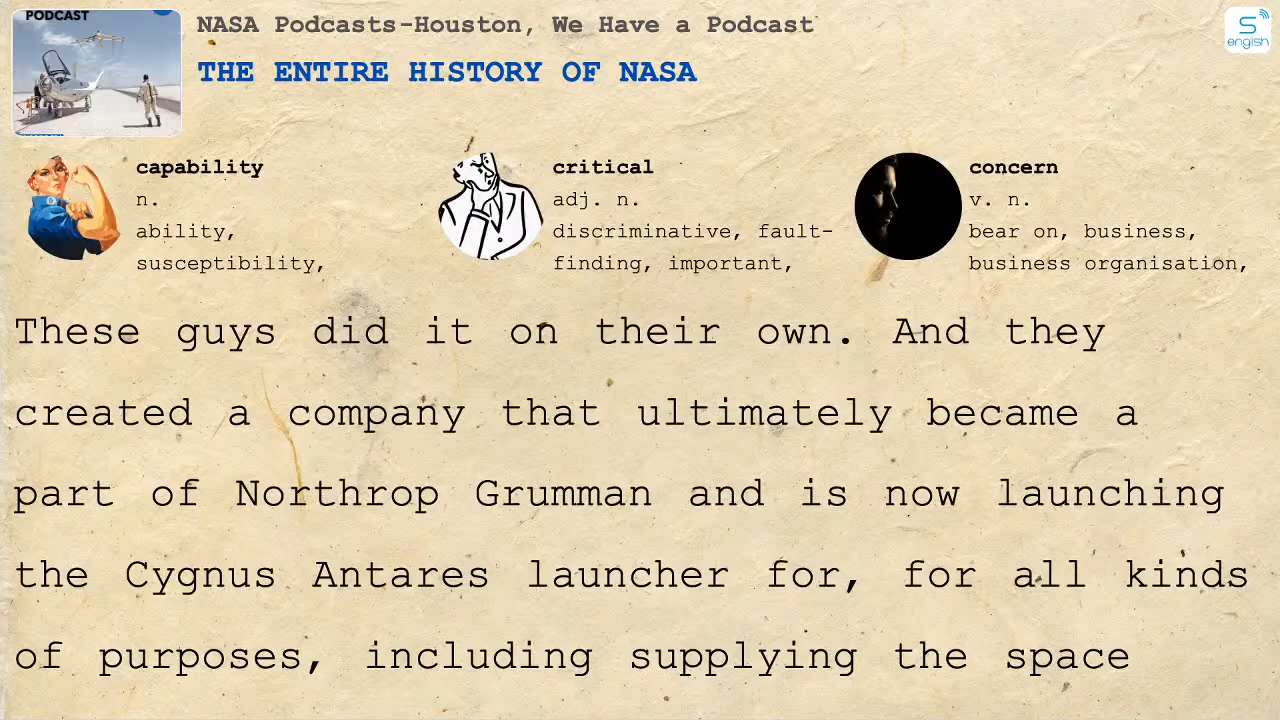 PODCAST
NASA Podcasts-Houston, We Have a Podcast
THE ENTIRE HISTORY OF NASA
S
english
capability
n.
ability,
susceptibility,
critical
adj. n.
discriminative, fault-
finding, important,
concern
v. n.
bear on, business,
business organisation,
These guys did it on their own. And they
created a company that ultimately became a
part of Northrop Grumman and is now launching
the Cygnus Antares launcher for, for all kinds
of purposes, including supplying the space